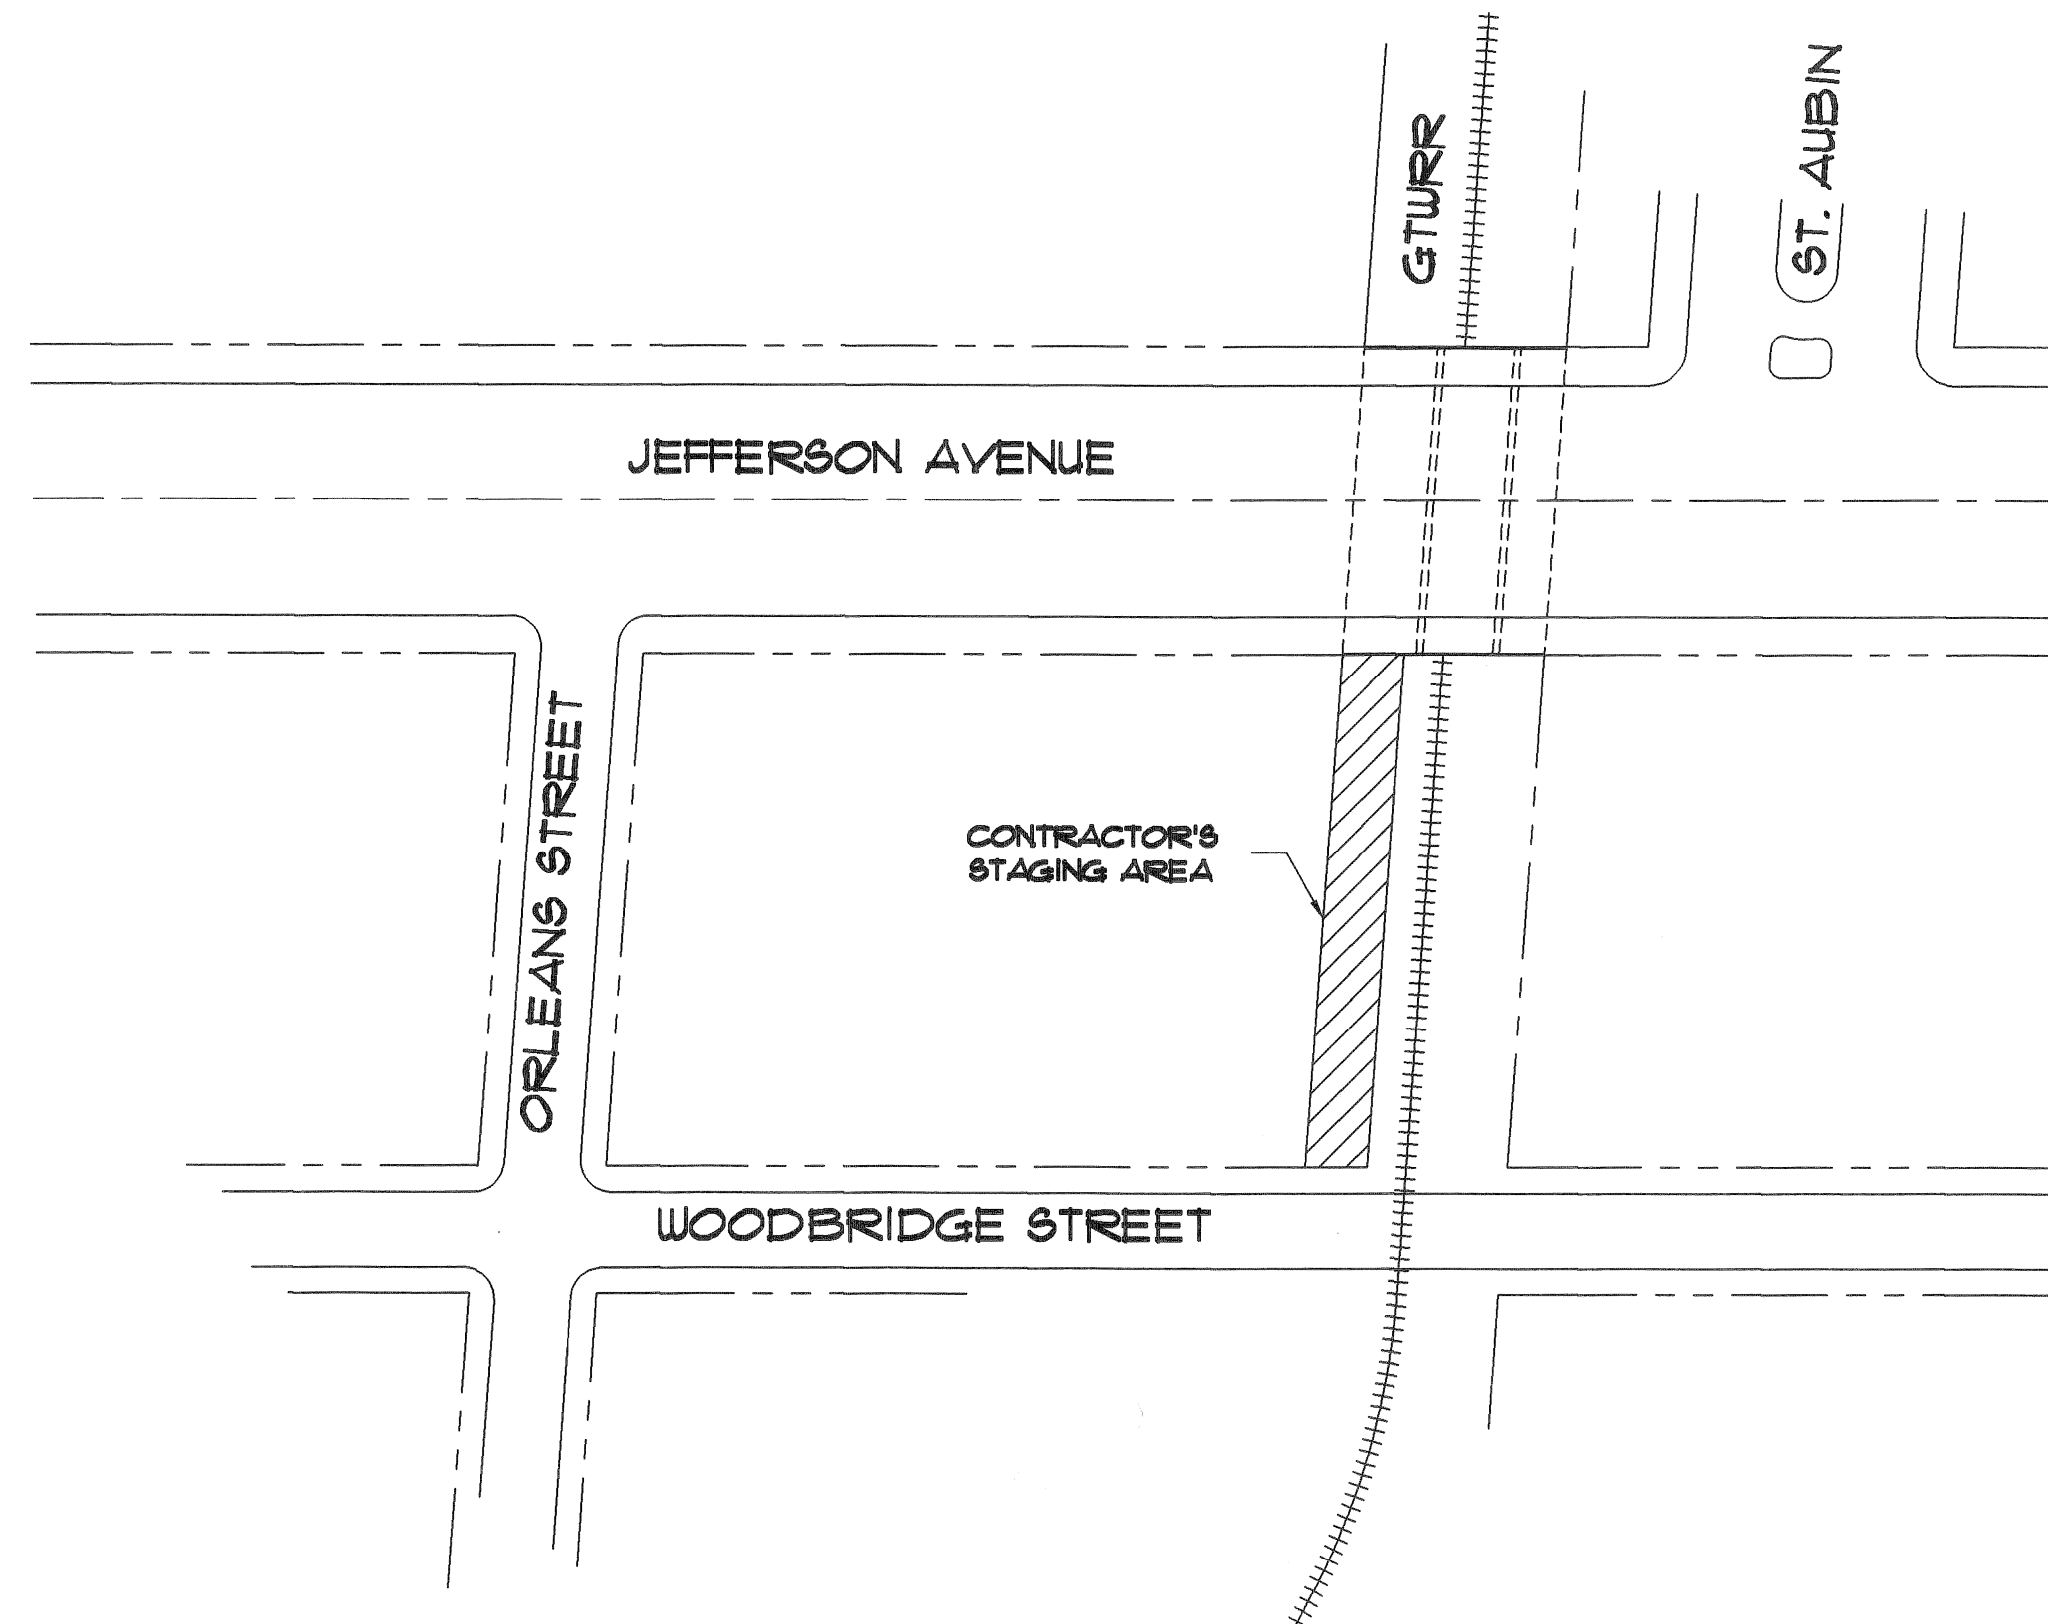 GTWRR
ST. AUBIN
JEFFERSON AVENUE
ORLEANS STREET
CONTRACTOR'S
STAGING AREA
WOODBRIDGE STREET